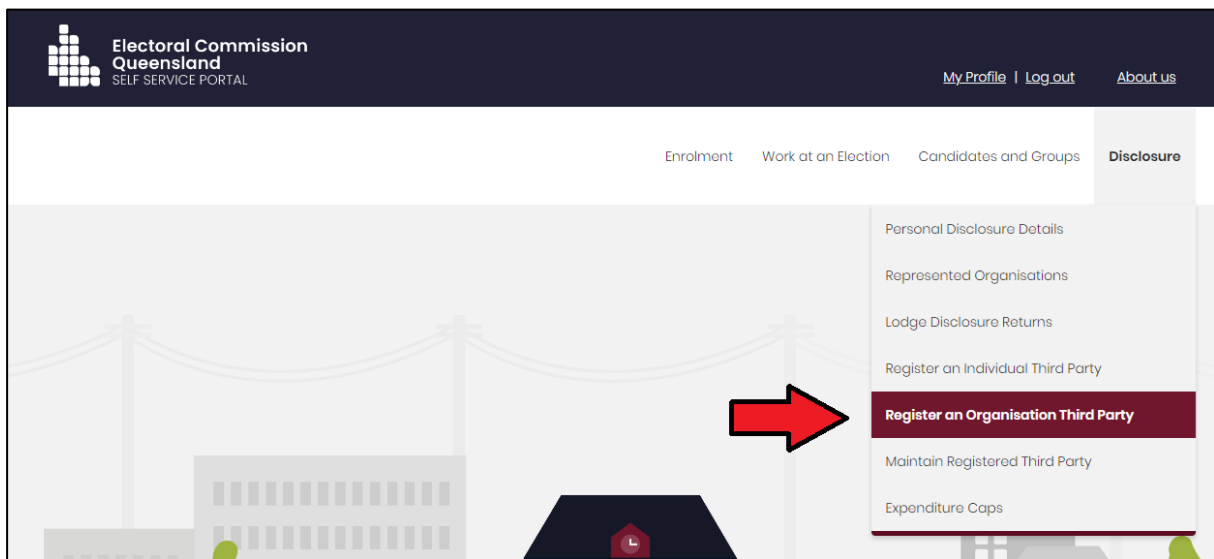 Electoral Commission
Queensland
SELF SERVICE PORTAL
My Profile | Log out About us
Enrolment Work at an Election Candidates and Groups Disclosure
Personal Disclosure Details
Represented Organisations
Lodge Disclosure Returns
Register an Individual Third Party
Register an Organisation Third Party
Maintain Registered Third Party
Expenditure Caps